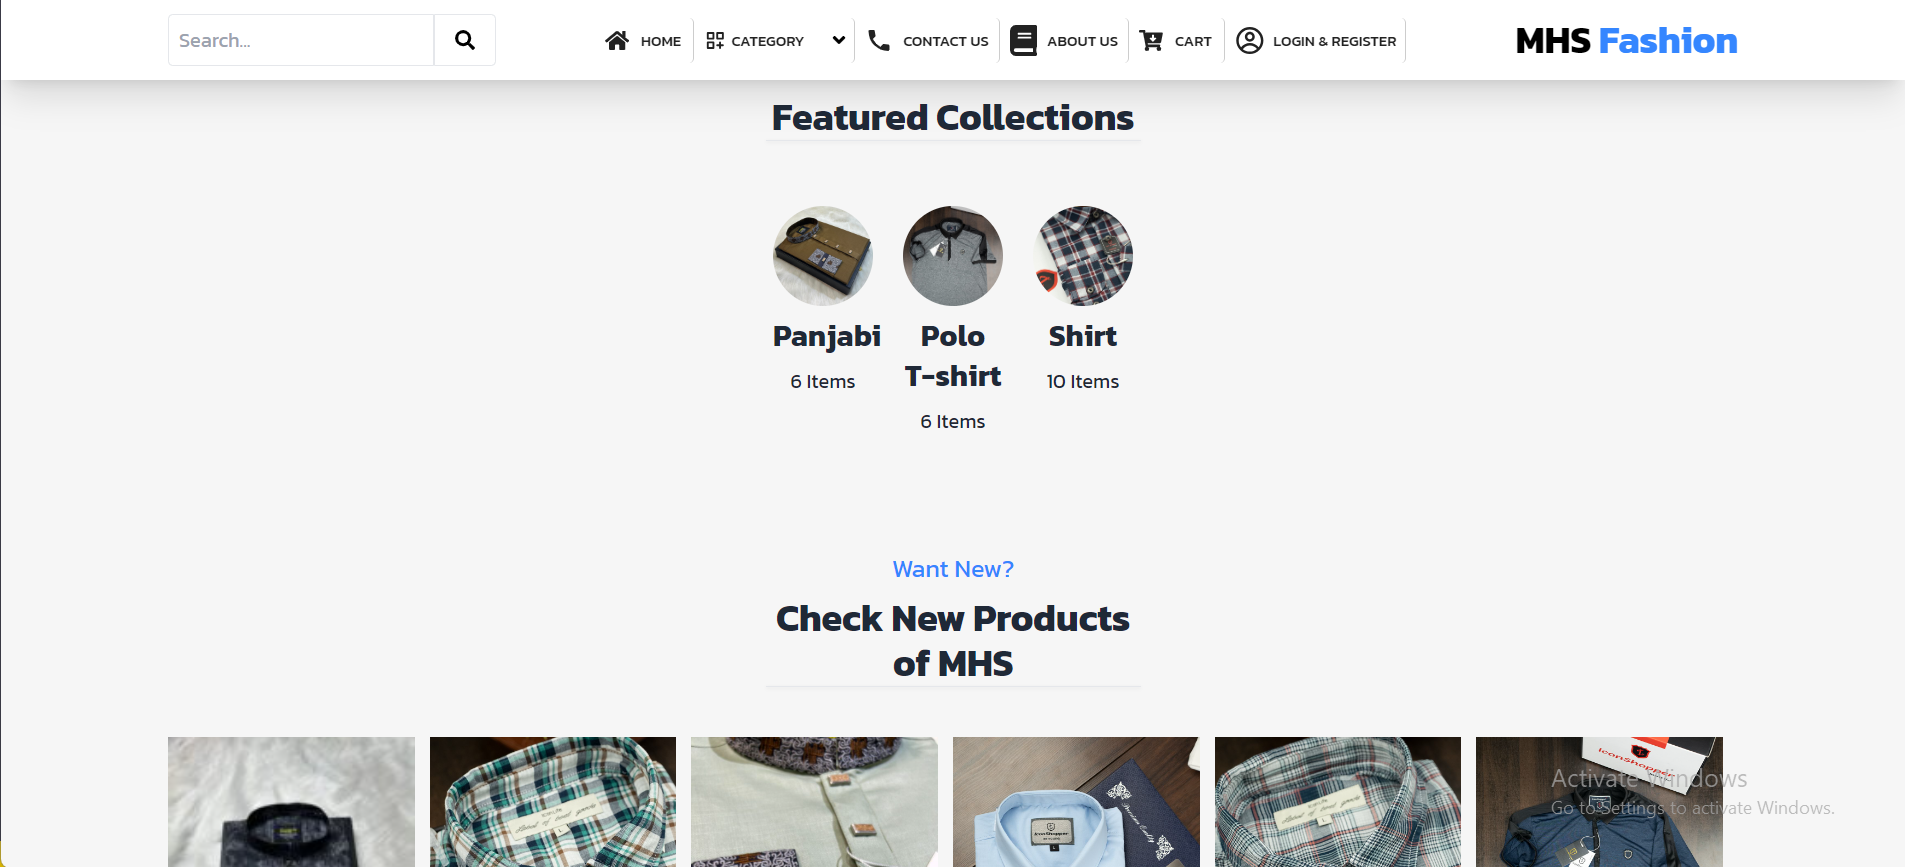 Search...
HOME
CATEGORY
CONTACT US
ABOUT US
CART
LOGIN & REGISTER
MHS Fashion
Featured Collections
Panjabi
6 Items
Polo
T-shirt
6 Items
Shirt
10 Items
Want New?
Check New Products
of MHS
L
L
IconShopper
L
L
IconShopper
Activate Windows
Go to Settings to activate Windows.